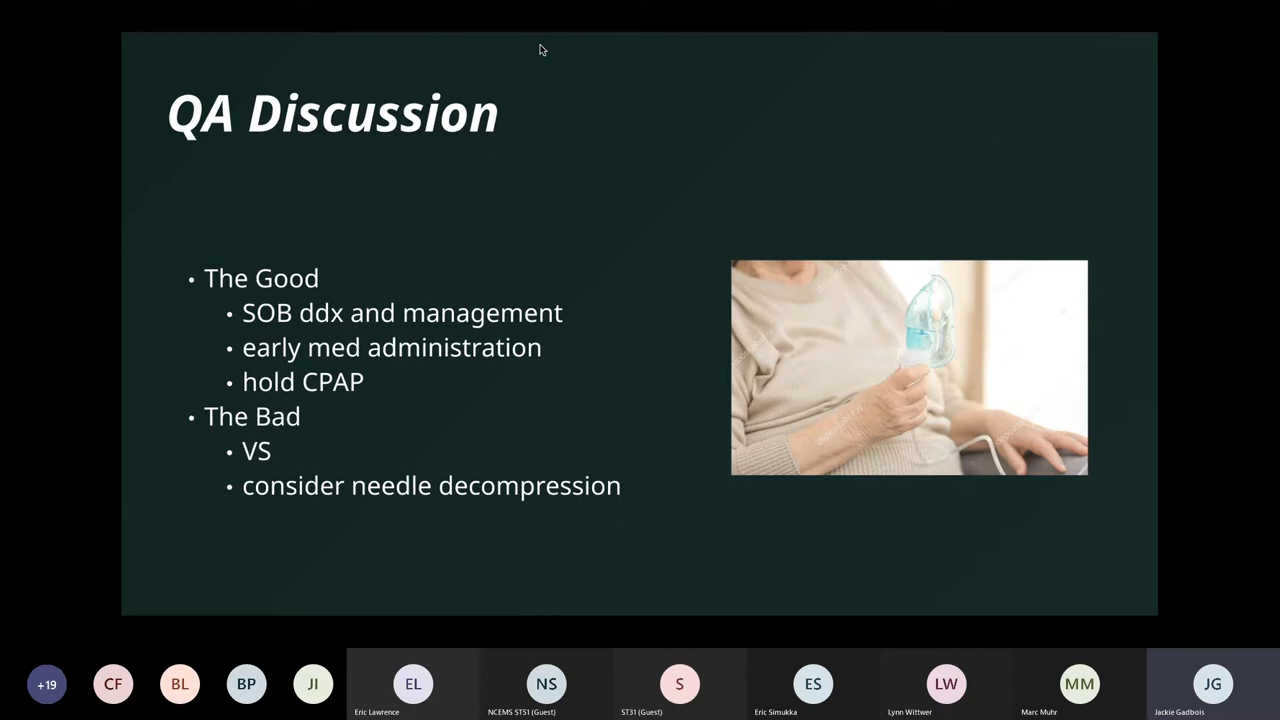 QA Discussion
• The Good
• SOB ddx and management
• early med administration
• hold CPAP
• The Bad
• VS
• consider needle decompression
depositphotos
+19
CF
BL
BP
JI
EL
NS
S
ES
LW
MM
JG
Eric Lawrence
NCEMS ST51 (Guest)
ST31 (Guest)
Eric Simukka
Lynn Wittwer
Marc Muhr
Jackie Gadbois